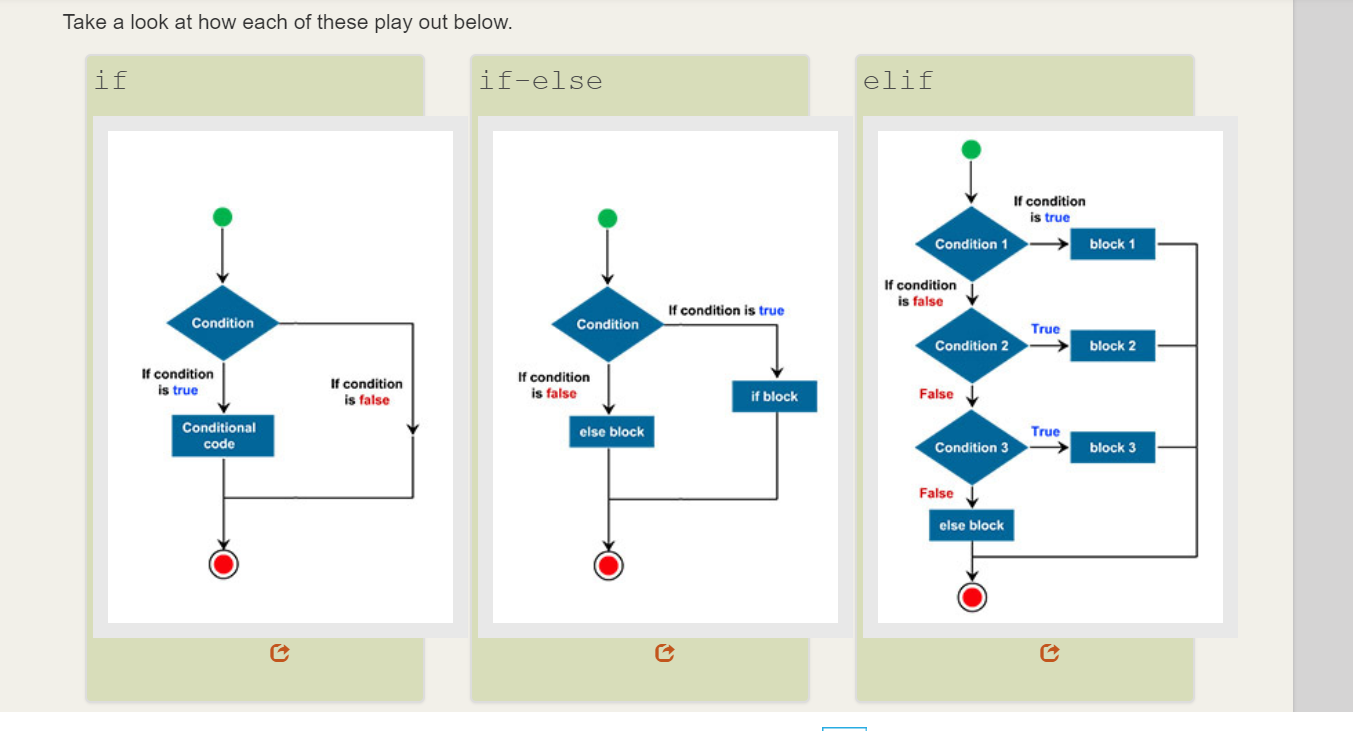 Take a look at how each of these play out below.
if
Condition
If condition
is true
If condition
is false
Conditional
code
if-else
Condition
If condition is true
If condition
is false
if block
else block
elif
If condition
is true
Condition 1
block 1
If condition
is false
Condition 2
True
block 2
False
Condition 3
True
block 3
False
else block